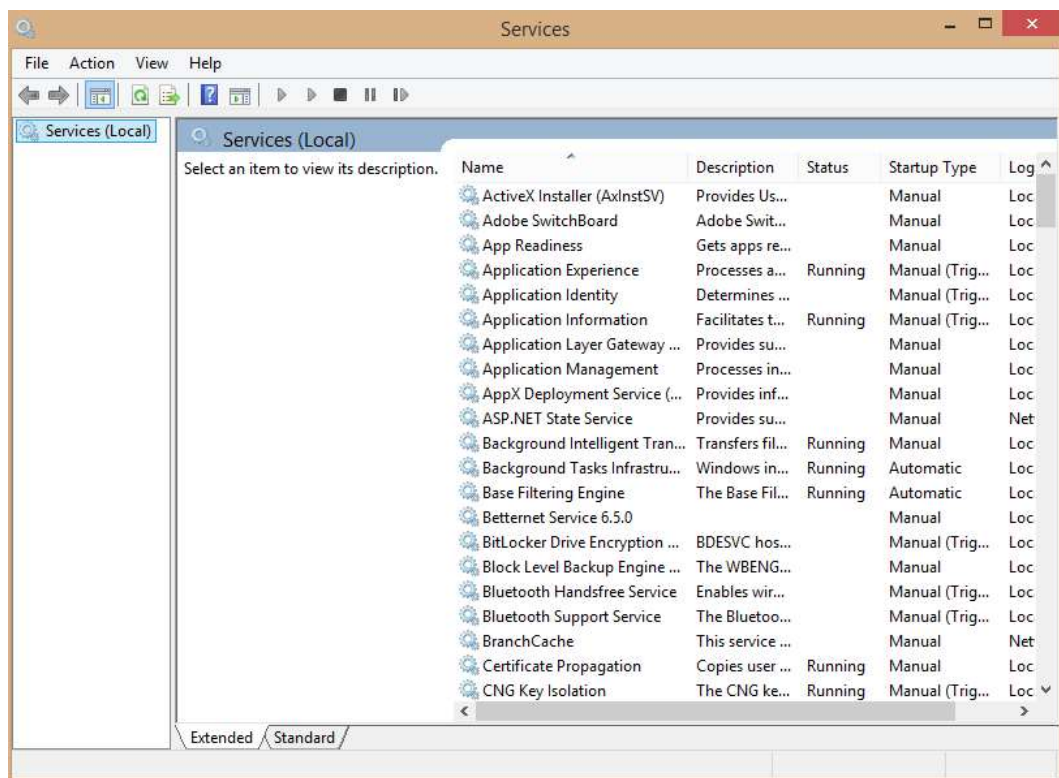 Services
File Action View Help
Services (Local)
Services (Local)
Select an item to view its description.
Name Description Status Startup Type Log
ActiveX Installer (AxInstSV) Provides Us... Manual Loc
Adobe SwitchBoard Adobe Swit... Manual Loc
App Readiness Gets apps re... Manual Loc
Application Experience Processes a... Running Manual (Trig... Loc
Application Identity Determines ... Manual (Trig... Loc
Application Information Facilitates t... Running Manual (Trig... Loc
Application Layer Gateway ... Provides su... Manual Loc
Application Management Processes in... Manual Loc
AppX Deployment Service (... Provides inf... Manual Loc
ASP.NET State Service Provides su... Manual Net
Background Intelligent Tran... Transfers fil... Running Manual Loc
Background Tasks Infrastru... Windows in... Running Automatic Loc
Base Filtering Engine The Base Fil... Running Automatic Loc
Betternet Service 6.5.0 Manual Loc
BitLocker Drive Encryption ... BDESVC hos... Manual (Trig... Loc
Block Level Backup Engine ... The WBENG... Manual Loc
Bluetooth Handsfree Service Enables wir... Manual (Trig... Loc
Bluetooth Support Service The Bluetoo... Manual (Trig... Loc
BranchCache This service ... Manual Net
Certificate Propagation Copies user ... Running Manual Loc
CNG Key Isolation The CNG ke... Running Manual (Trig... Loc
Extended Standard